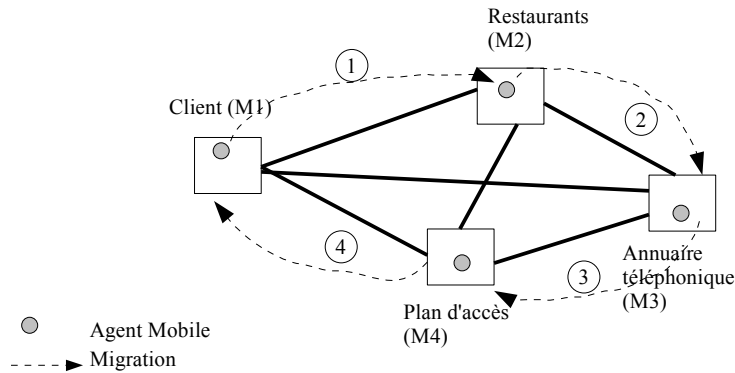 Restaurants
(M2)
1
Client (M1)
2
4
3
Annuaire
téléphonique
(M3)
Plan d'accès
(M4)
Agent Mobile
Migration